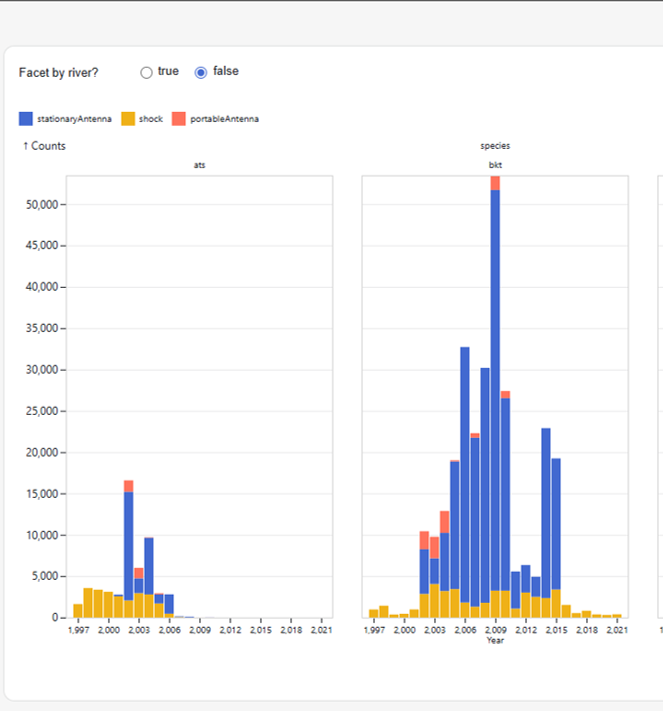 Facet by river? true false
stationaryAntenna shock portableAntenna
↑ Counts
species
ats bkt
50,000
45,000
40,000
35,000
30,000
25,000
20,000
15,000
10,000
5,000
0
1,997 2,000 2,003 2,006 2,009 2,012 2,015 2,018 2,021 1,997 2,000 2,003 2,006 2,009 2,012 2,015 2,018 2,021 1
Year